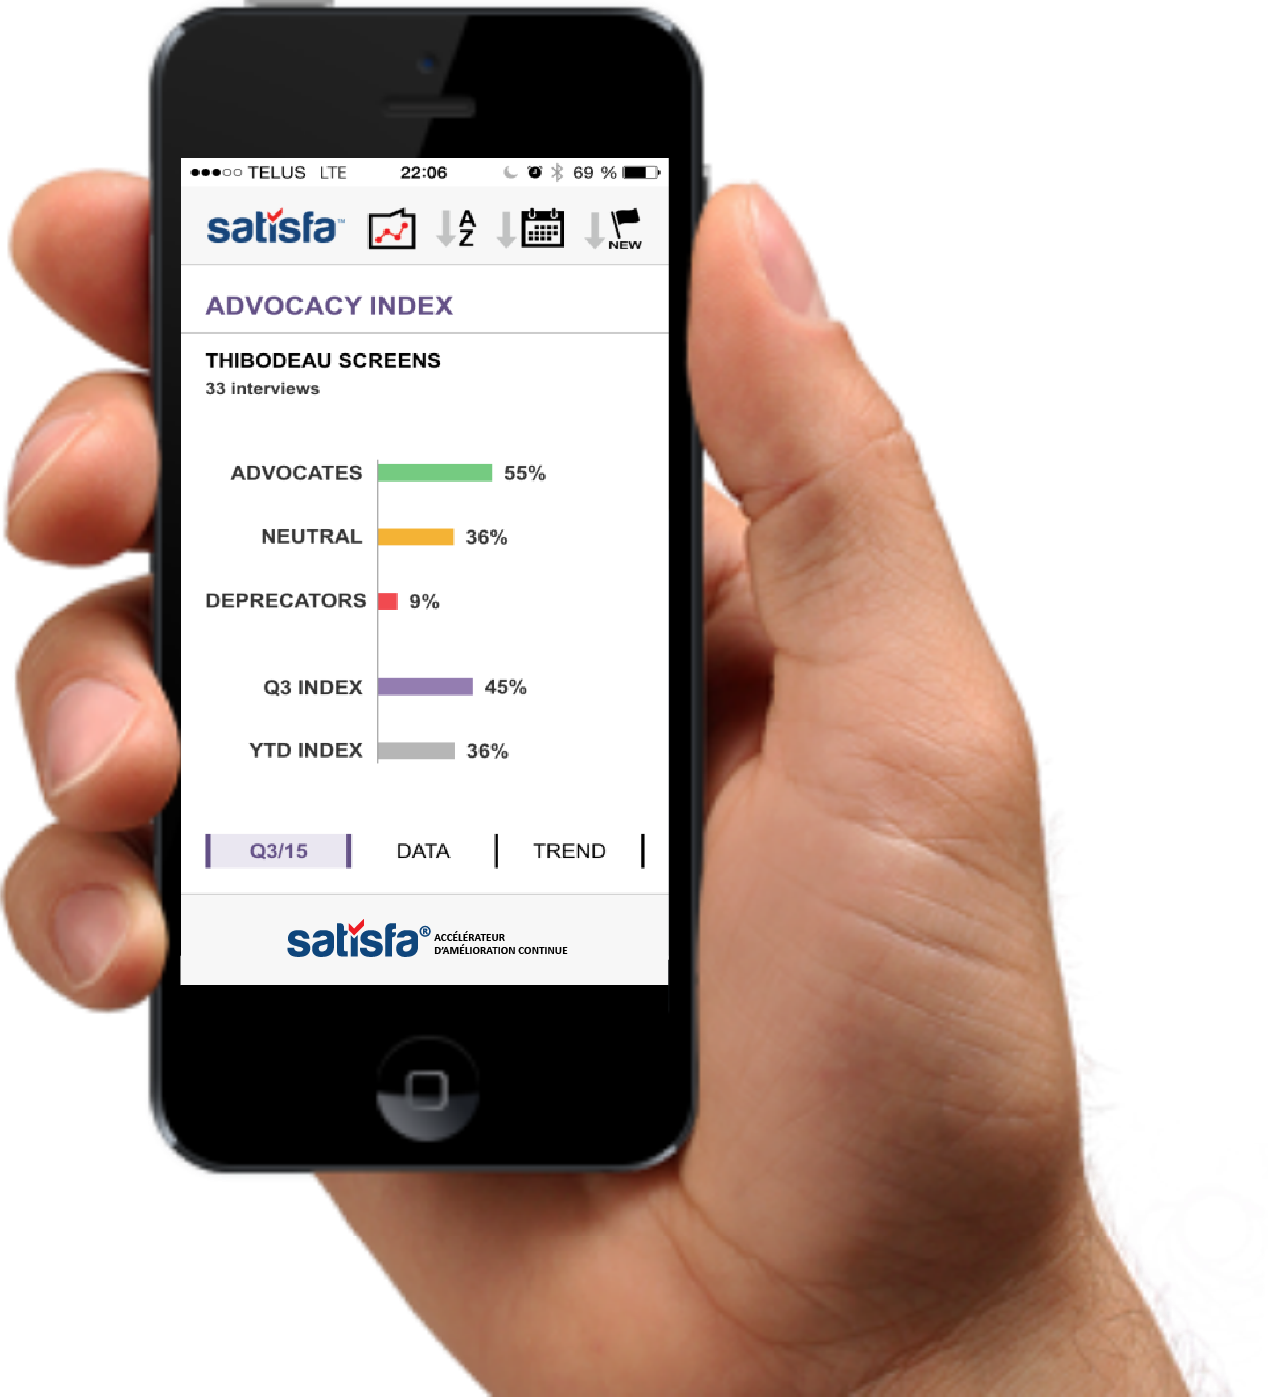 TELUS LTE 22:06 69 %
satisfa™ A Z NEW
ADVOCACY INDEX
THIBODEAU SCREENS
33 interviews
ADVOCATES 55%
NEUTRAL 36%
DEPRECATORS 9%
Q3 INDEX 45%
YTD INDEX 36%
Q3/15 DATA TREND
satisfa® ACCÉLÉRATEUR
D'AMÉLIORATION CONTINUE